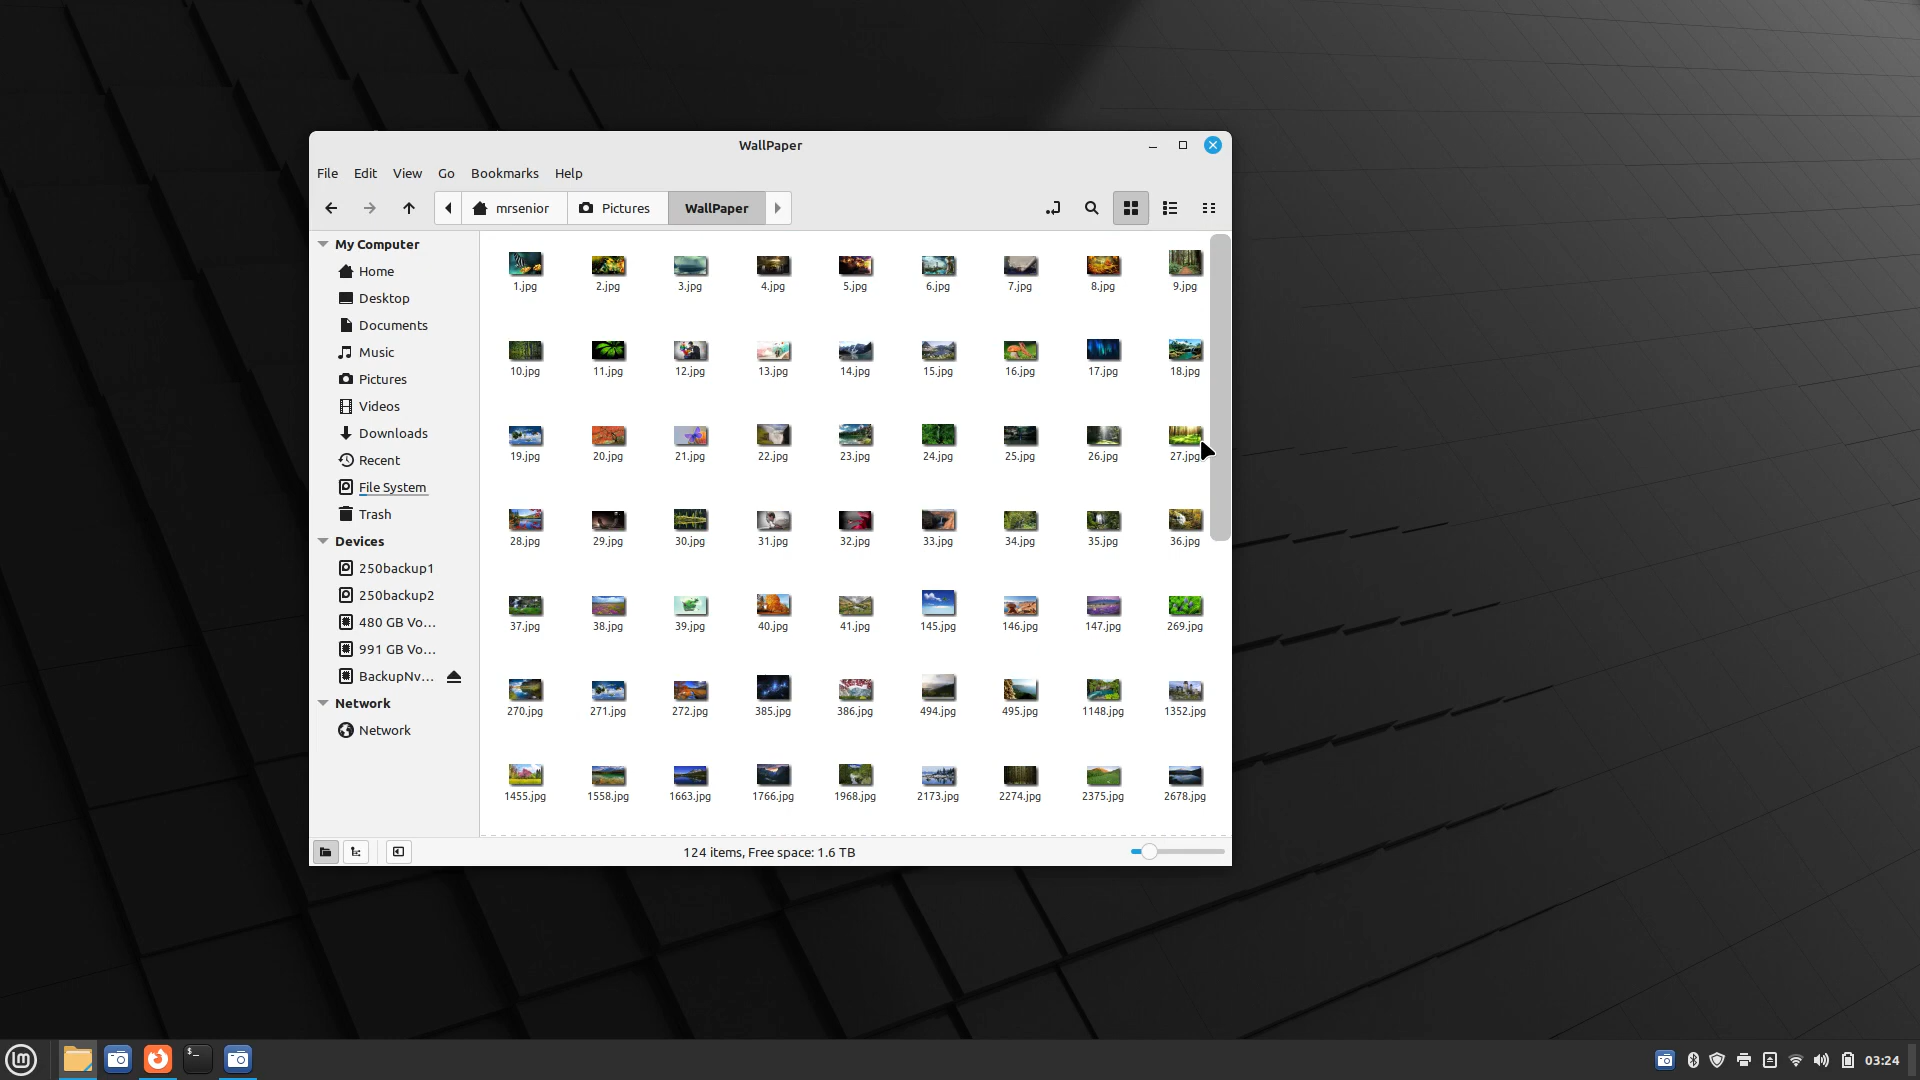 WallPaper
File Edit View Go Bookmarks Help
mrsenior Pictures WallPaper
My Computer
Home
Desktop
Documents
Music
Pictures
Videos
Downloads
Recent
File System
Trash
Devices
250backup1
250backup2
480 GB Vo...
991 GB Vo...
BackupNv...
Network
Network
1.jpg 2.jpg 3.jpg 4.jpg 5.jpg 6.jpg 7.jpg 8.jpg 9.jpg
10.jpg 11.jpg 12.jpg 13.jpg 14.jpg 15.jpg 16.jpg 17.jpg 18.jpg
19.jpg 20.jpg 21.jpg 22.jpg 23.jpg 24.jpg 25.jpg 26.jpg 27.jpg
28.jpg 29.jpg 30.jpg 31.jpg 32.jpg 33.jpg 34.jpg 35.jpg 36.jpg
37.jpg 38.jpg 39.jpg 40.jpg 41.jpg 145.jpg 146.jpg 147.jpg 269.jpg
270.jpg 271.jpg 272.jpg 385.jpg 386.jpg 494.jpg 495.jpg 1148.jpg 1352.jpg
1455.jpg 1558.jpg 1663.jpg 1766.jpg 1968.jpg 2173.jpg 2274.jpg 2375.jpg 2678.jpg
124 items, Free space: 1.6 TB
lm $_ 03:24